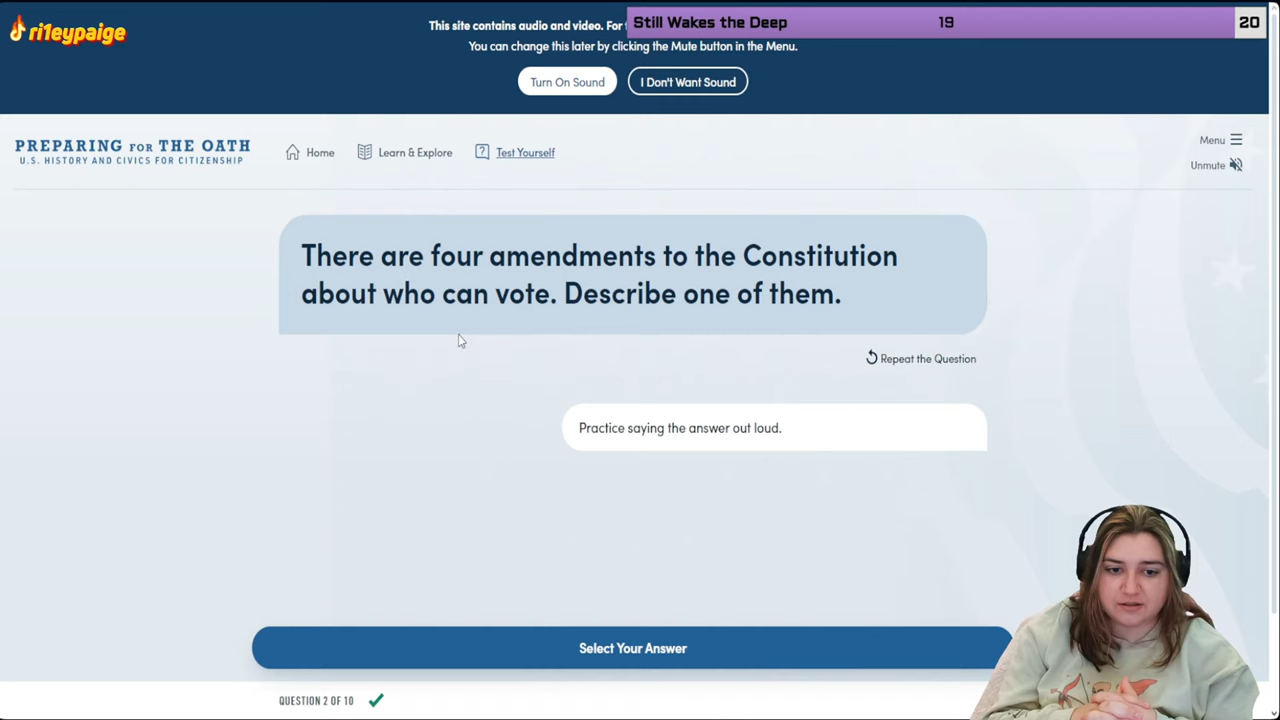 ri1eypaige
This site contains audio and video. For
Still Wakes the Deep 19 20
You can change this later by clicking the Mute button in the Menu.
Turn On Sound
I Don't Want Sound
PREPARING FOR THE OATH
U.S. HISTORY AND CIVICS FOR CITIZENSHIP
Home
Learn & Explore
Test Yourself
Menu
Unmute
There are four amendments to the Constitution
about who can vote. Describe one of them.
Repeat the Question
Practice saying the answer out loud.
Select Your Answer
QUESTION 2 OF 10